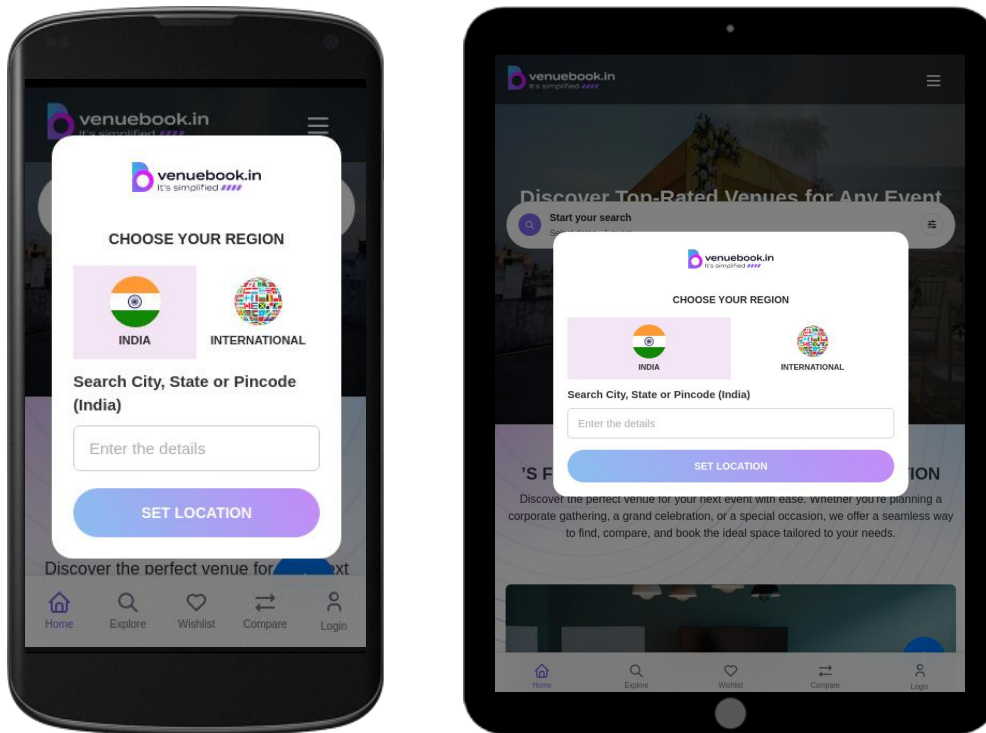 venuebook.in
It's simplified
venuebook.in
It's simplified
CHOOSE YOUR REGION
INDIA
INTERNATIONAL
Search City, State or Pincode
(India)
Enter the details
SET LOCATION
Discover the perfect venue for
ext
Home
Explore
Wishlist
Compare
Login
venuebook.in
It's simplified
Discover Top-Rated Venues for Any Event
Start your search
venuebook.in
It's simplified
CHOOSE YOUR REGION
INDIA
INTERNATIONAL
Search City, State or Pincode (India)
Enter the details
SET LOCATION
'S F
ION
Discover the perfect venue for your next event with ease. Whether you're planning a
corporate gathering, a grand celebration, or a special occasion, we offer a seamless way
to find, compare, and book the ideal space tailored to your needs.
Home
Explore
Wishlist
Compare
Login